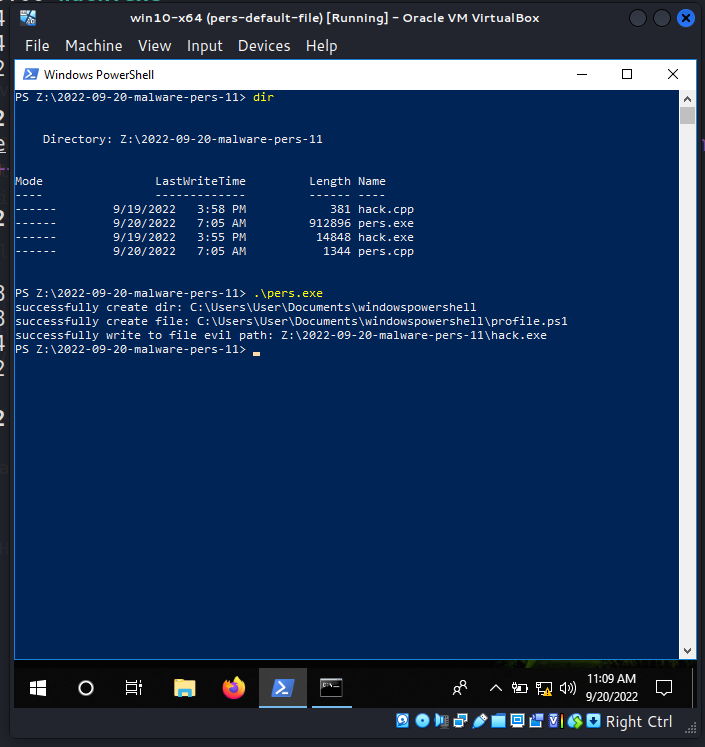 win10-x64 (pers-default-file) [Running] - Oracle VM VirtualBox
File Machine View Input Devices Help
Windows PowerShell
PS Z:\2022-09-20-malware-pers-11> dir
Directory: Z:\2022-09-20-malware-pers-11
Mode LastWriteTime Length Name
---- ------------- ------ ----
------ 9/19/2022 3:58 PM 381 hack.cpp
------ 9/20/2022 7:05 AM 912896 pers.exe
------ 9/19/2022 3:55 PM 14848 hack.exe
------ 9/20/2022 7:05 AM 1344 pers.cpp
PS Z:\2022-09-20-malware-pers-11> .\pers.exe
successfully create dir: C:\Users\User\Documents\windowspowershell
successfully create file: C:\Users\User\Documents\windowspowershell\profile.ps1
successfully write to file evil path: Z:\2022-09-20-malware-pers-11\hack.exe
PS Z:\2022-09-20-malware-pers-11>
11:09 AM
9/20/2022
Right Ctrl